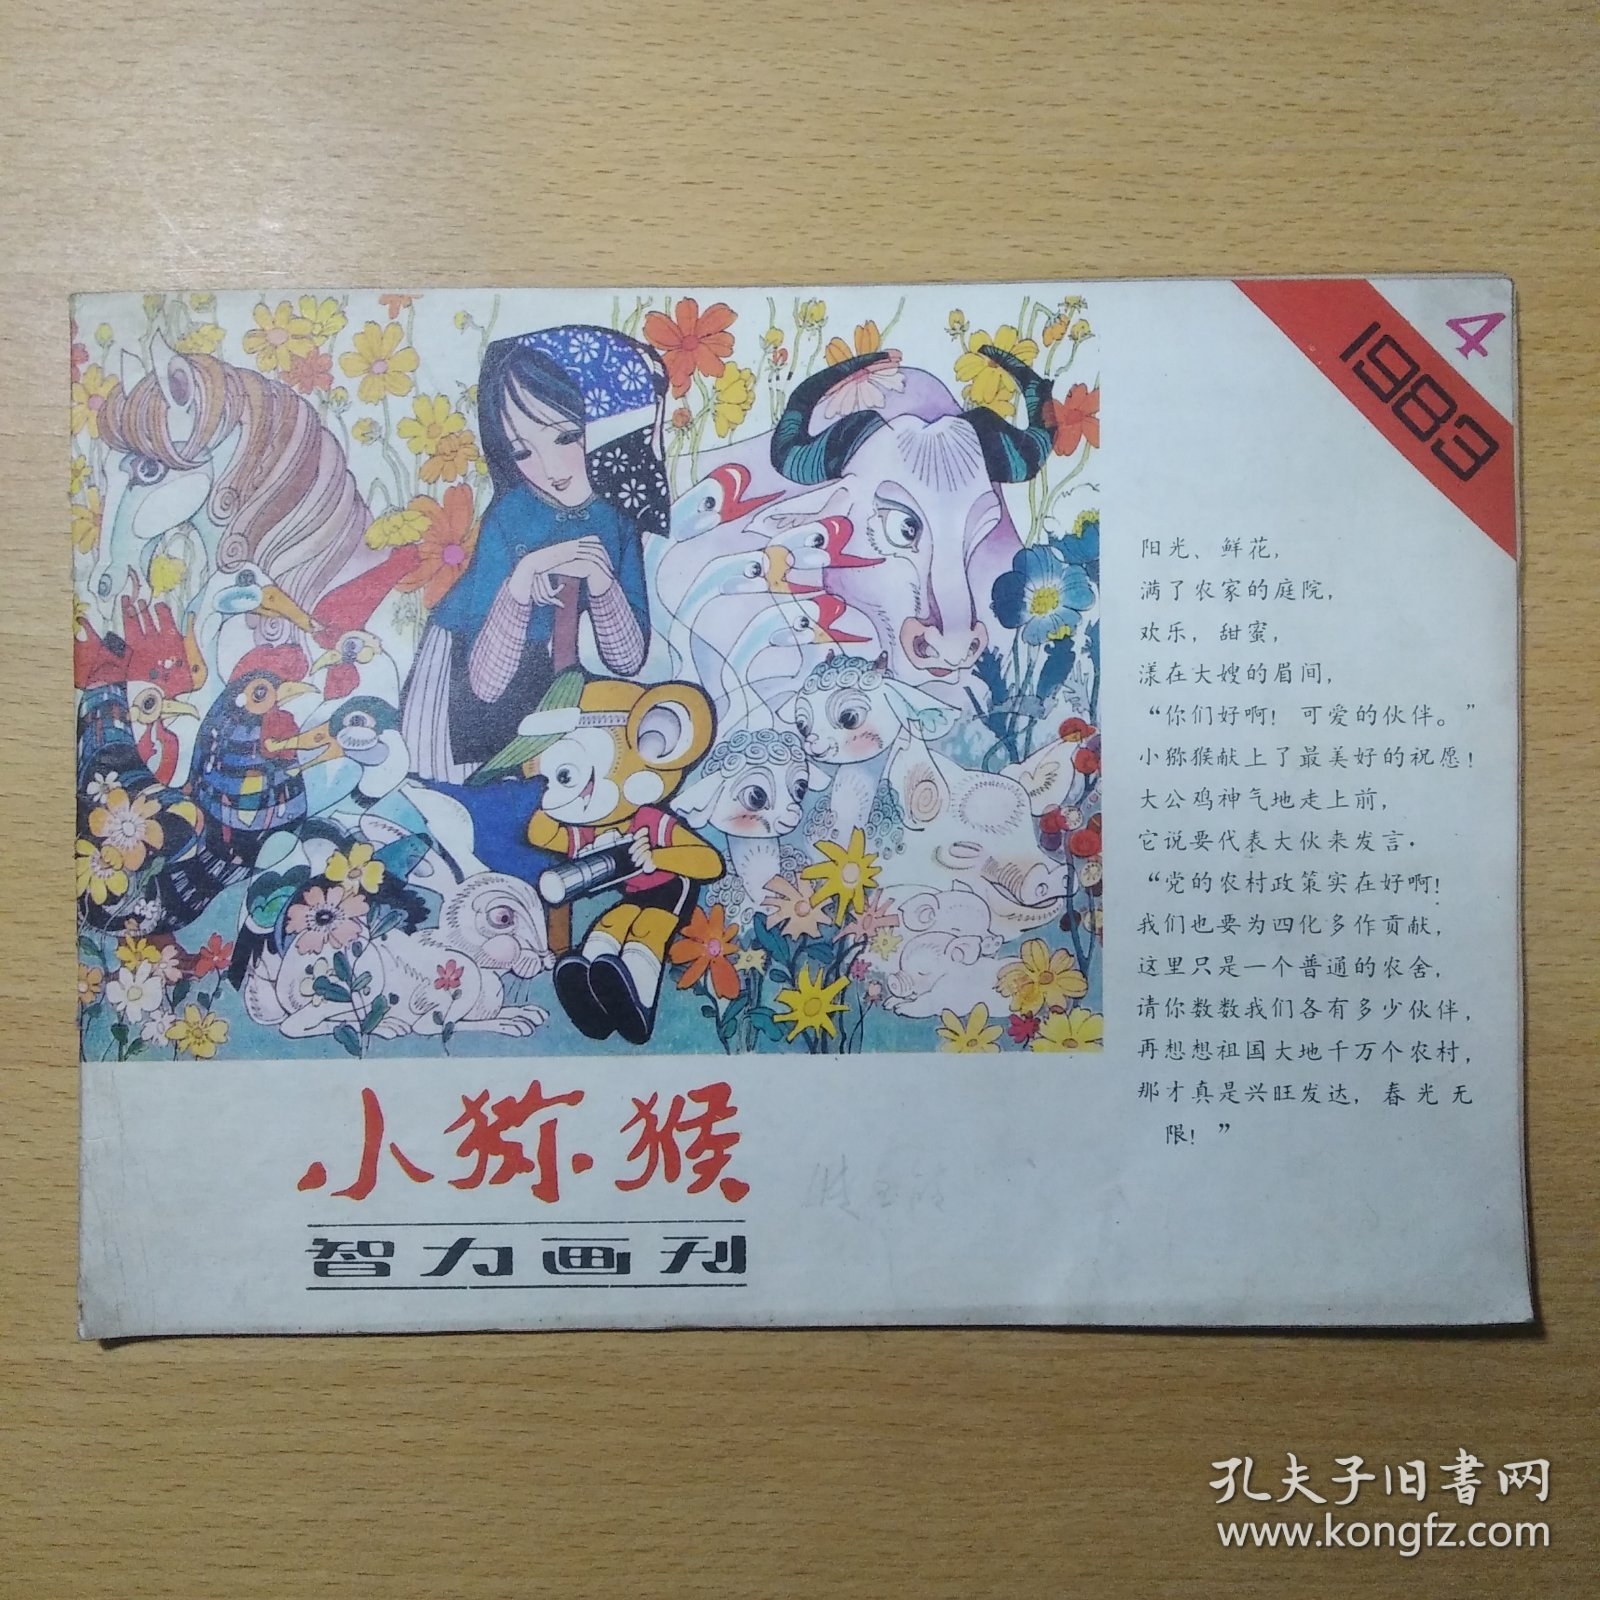 4
1983
阳光、鲜花,
满了农家的庭院,
欢乐,甜蜜,
漾在大嫂的眉间,
“你们好啊!可爱的伙伴。”
小猕猴献上了最美好的祝愿!
大公鸡神气地走上前,
它说要代表大伙来发言.
“党的农村政策实在好啊!
我们也要为四化多作贡献,
这里只是一个普通的农舍,
请你数数我们各有多少伙伴,
再想想祖国大地千万个农村,
那才真是兴旺发达,春光无
限!”
小猕猴
智力画刊
孔夫子旧书网
www.kongfz.com